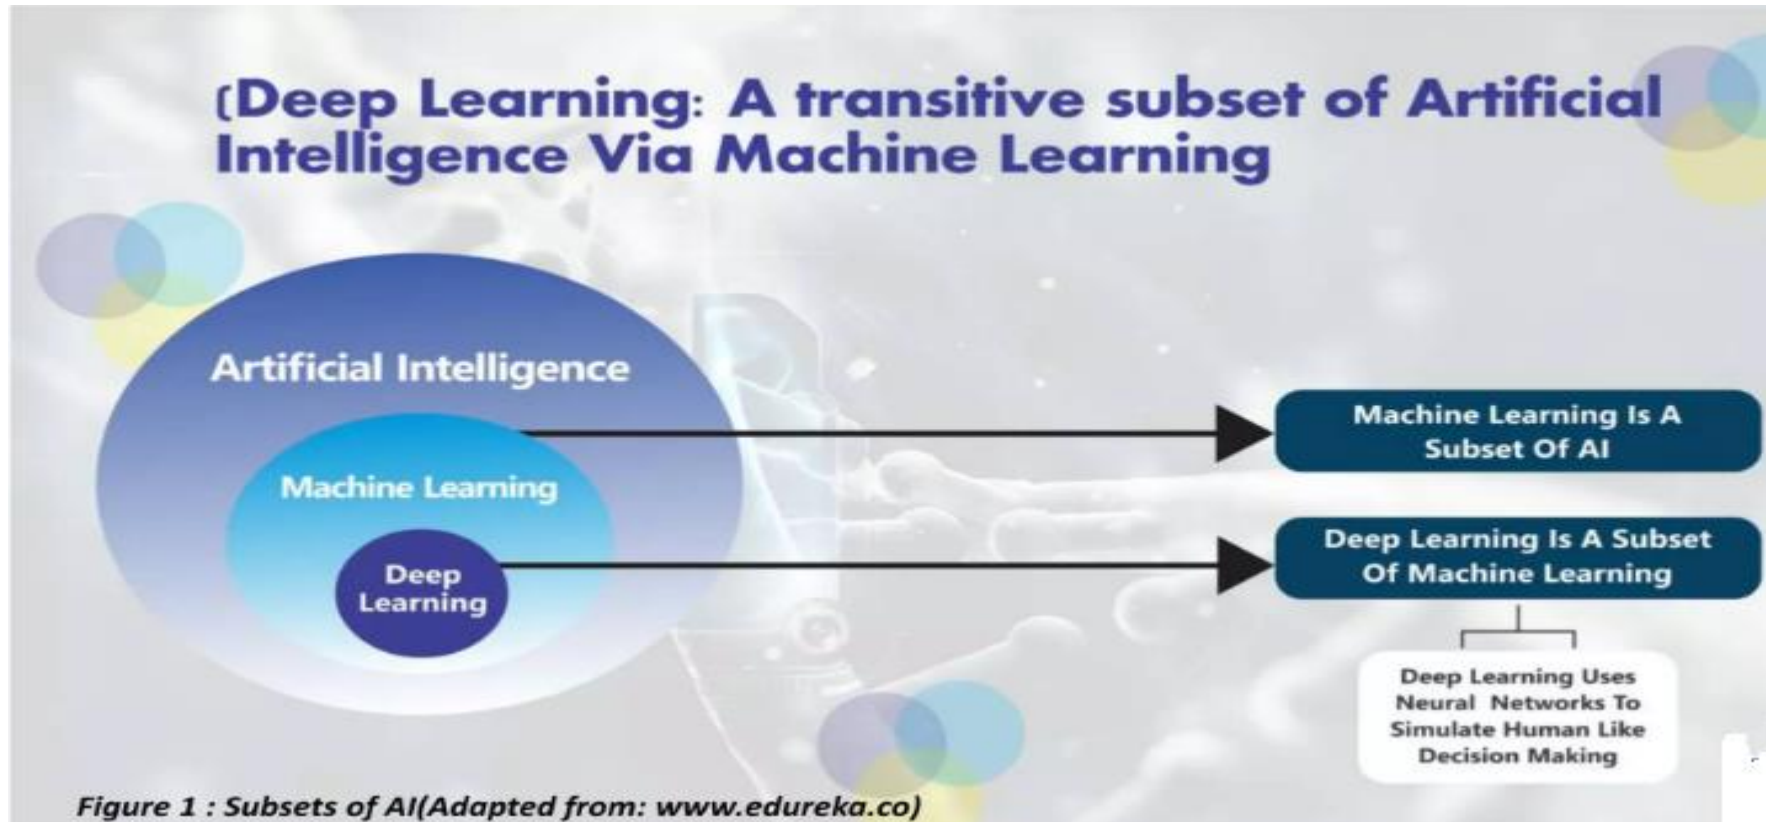 (Deep Learning: A transitive subset of Artificial
Intelligence Via Machine Learning
Artificial Intelligence
Machine Learning
Deep
Learning
Machine Learning Is A
Subset Of AI
Deep Learning Is A Subset
Of Machine Learning
Deep Learning Uses
Neural Networks To
Simulate Human Like
Decision Making
Figure 1 : Subsets of AI(Adapted from: www.edureka.co)